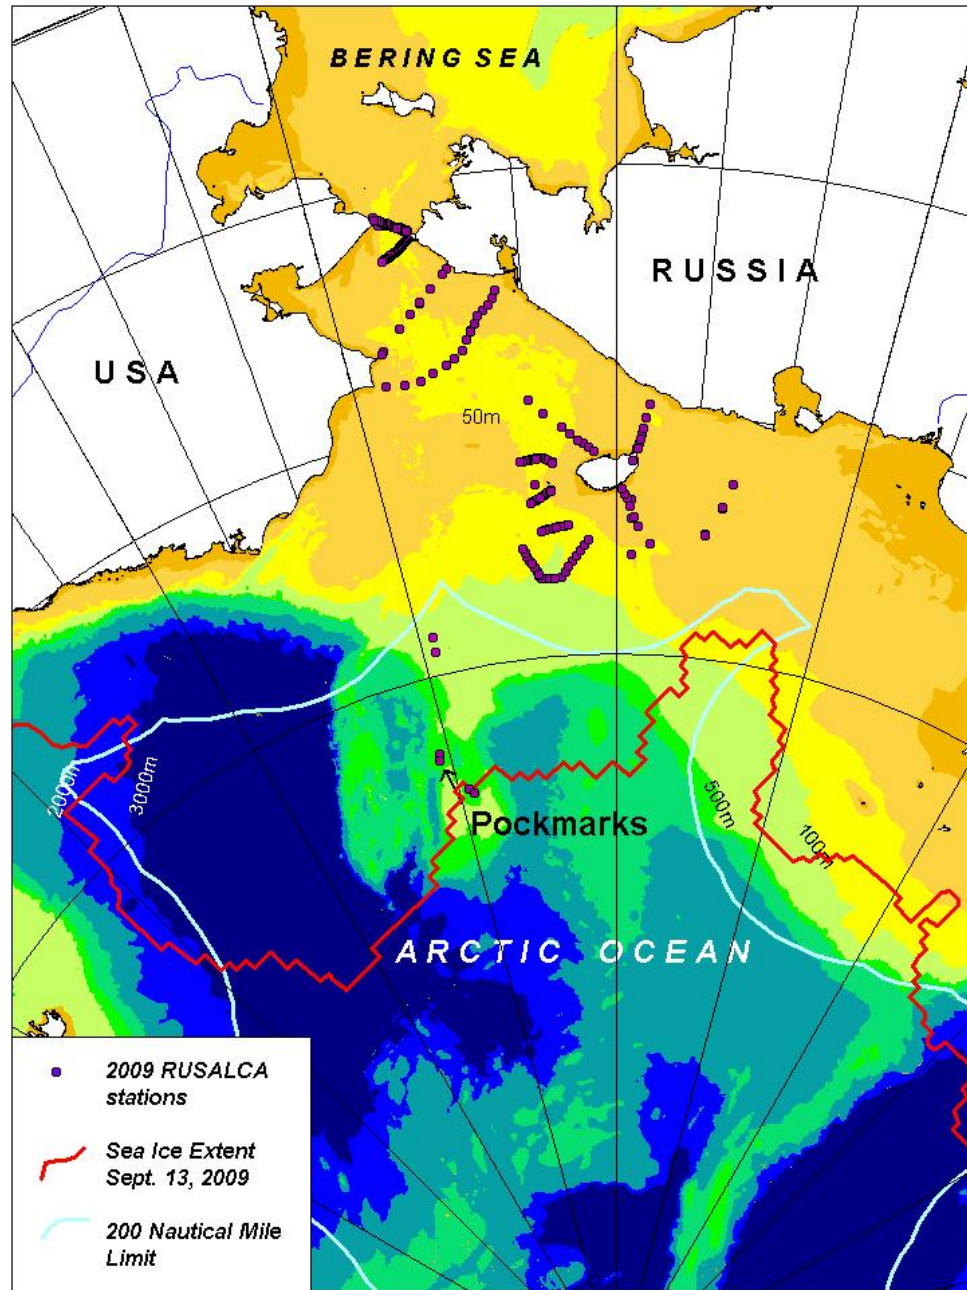 BERING SEA
RUSSIA
USA
50m
2000m
3000m
500m
100m
Pockmarks
ARCTIC OCEAN
2009 RUSALCA
stations
Sea Ice Extent
Sept. 13, 2009
200 Nautical Mile
Limit